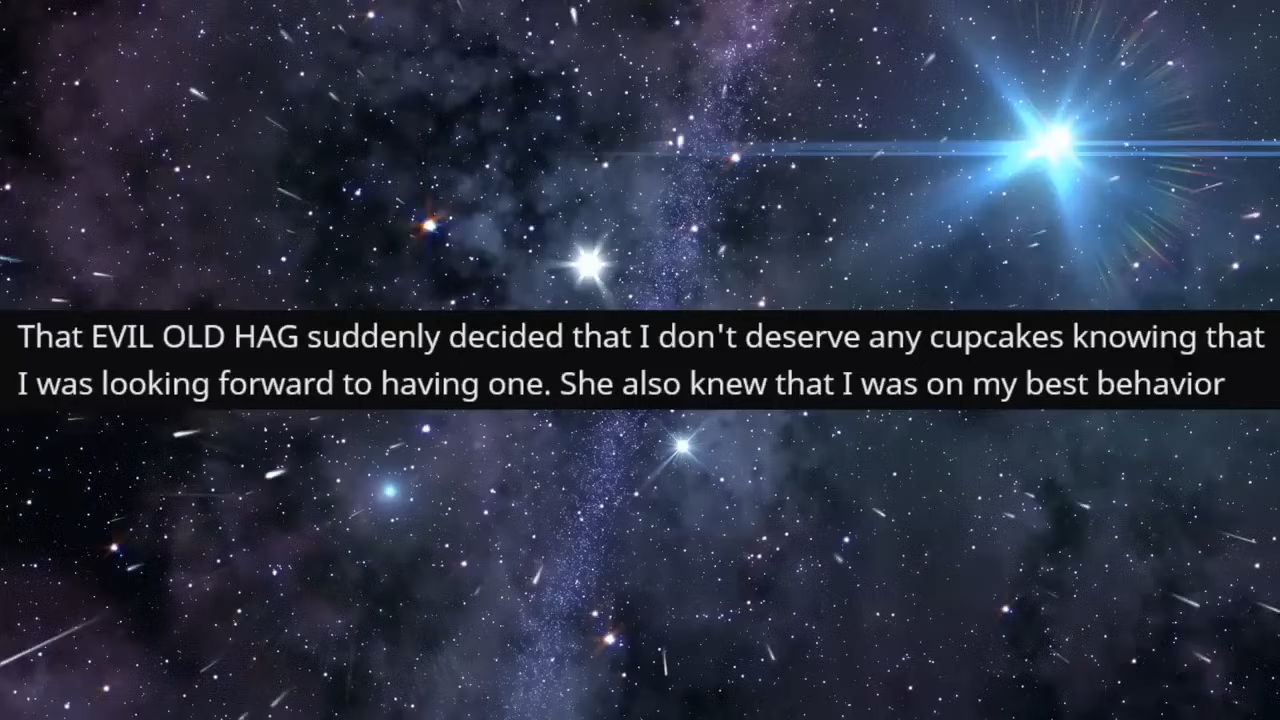 That EVIL OLD HAG suddenly decided that I don't deserve any cupcakes knowing that
I was looking forward to having one. She also knew that I was on my best behavior